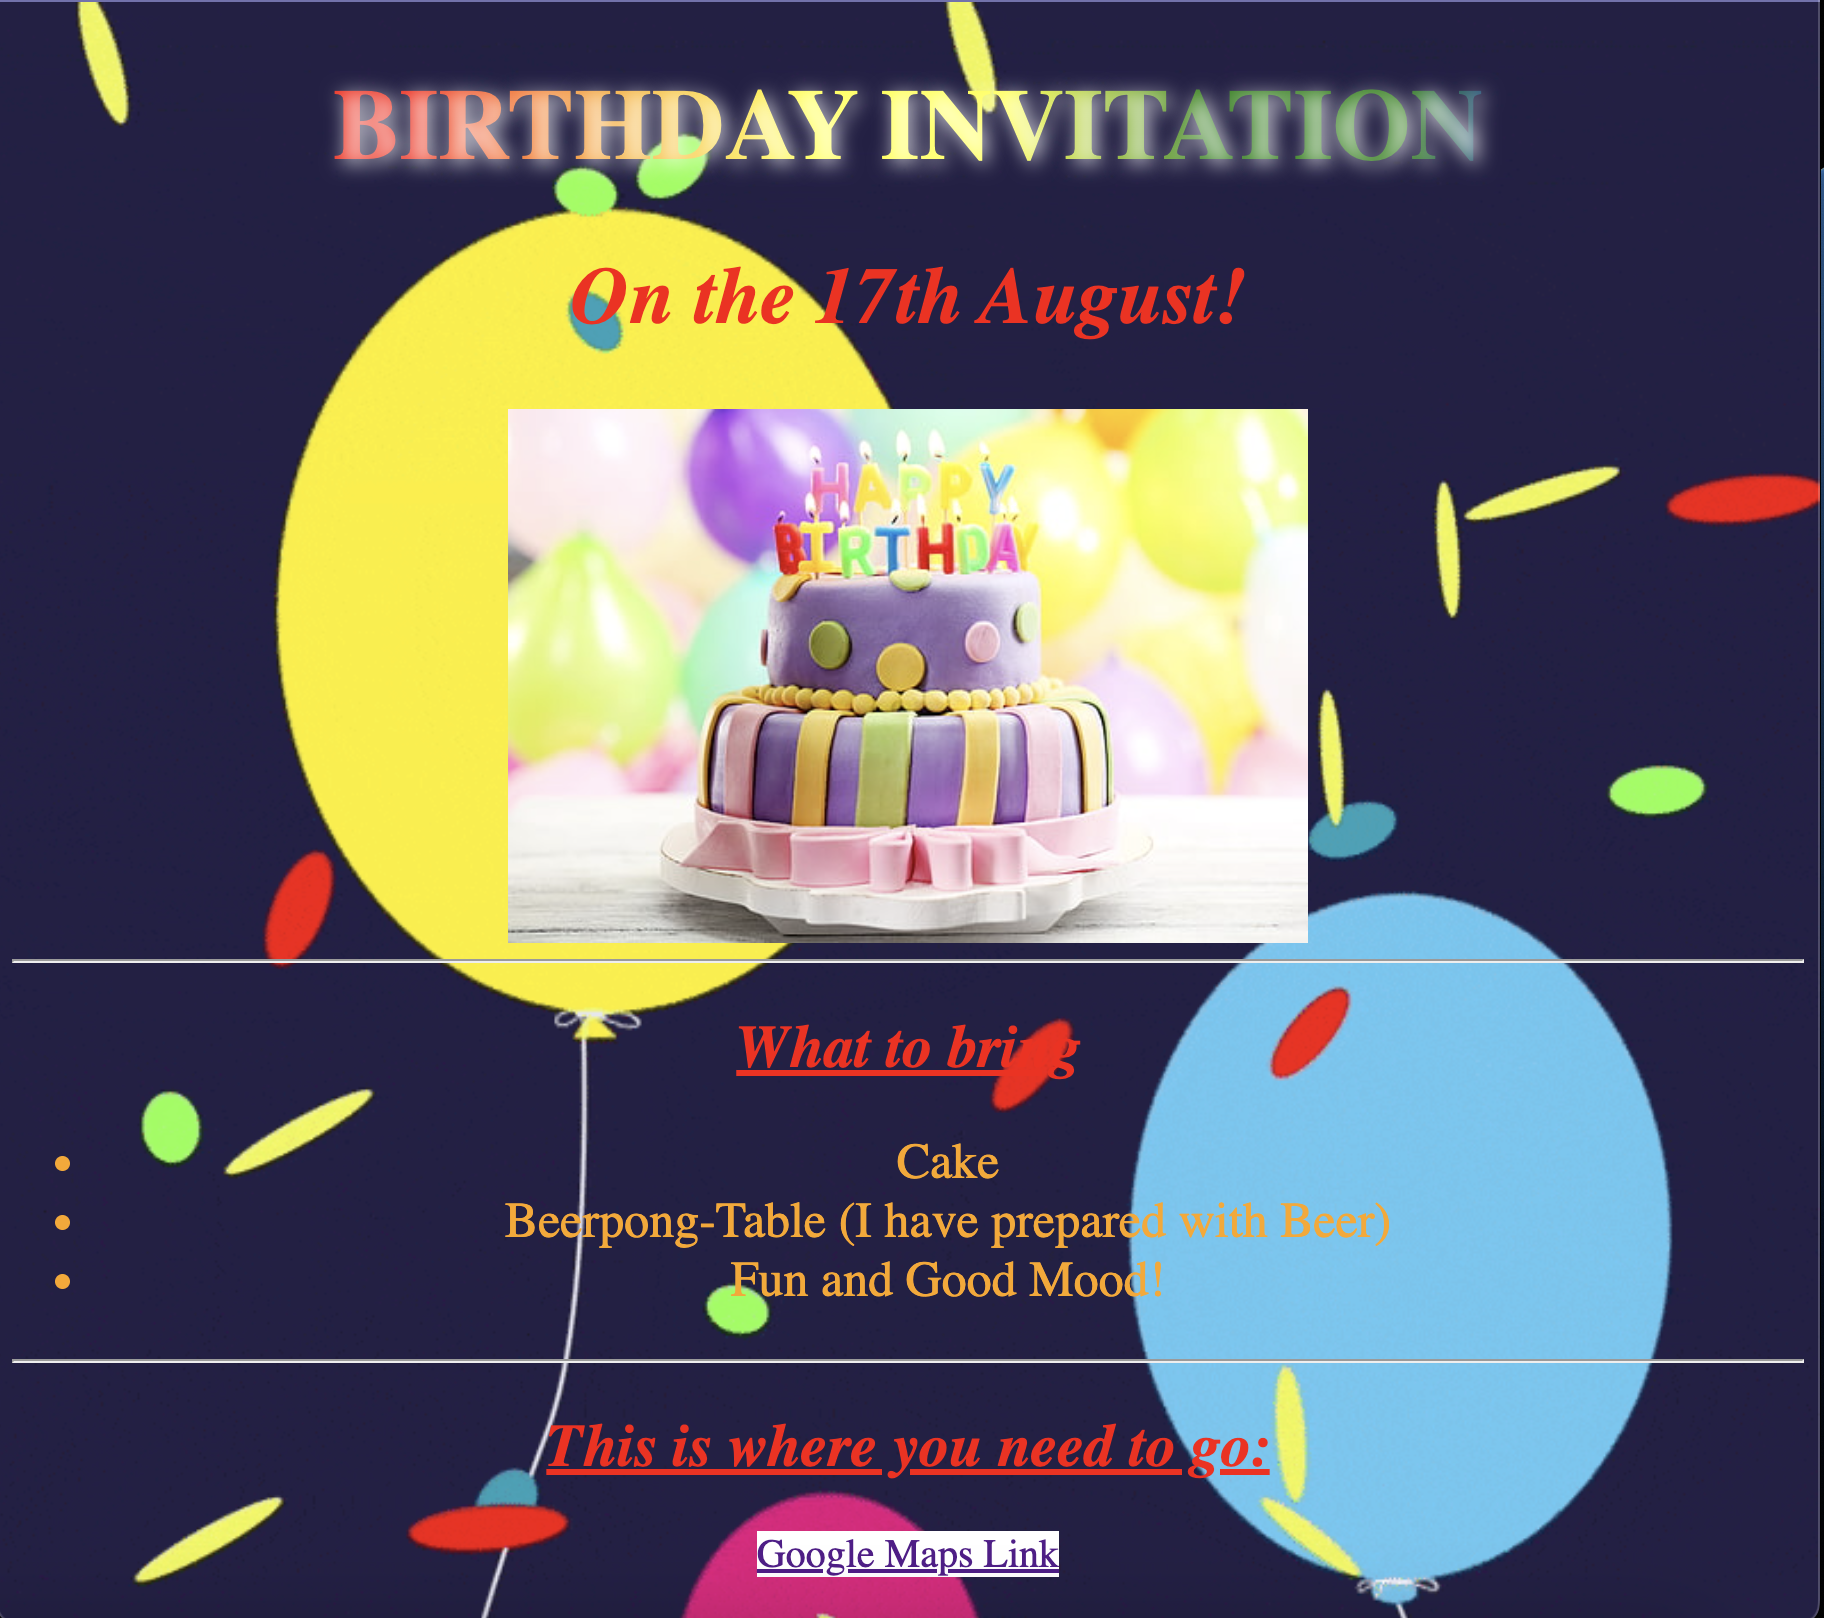 BIRTHDAY INVITATION
On the 17th August!
HAPPY
BIRTHDAY
What to bring
Cake
Beerpong-Table (I have prepared with Beer)
Fun and Good Mood!
This is where you need to go:
Google Maps Link